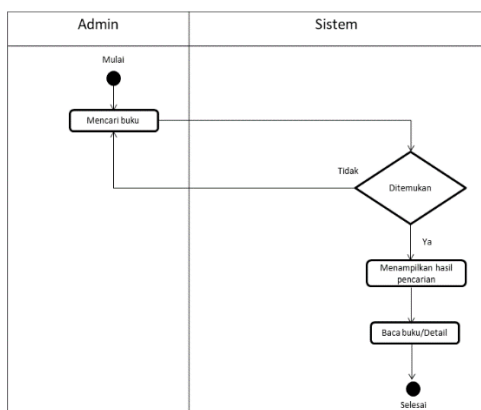 Admin
Sistem
Mulai
Mencari buku
Tidak
Ditemukan
Ya
Menampilkan hasil
pencarian
Baca buku/Detail
Selesai